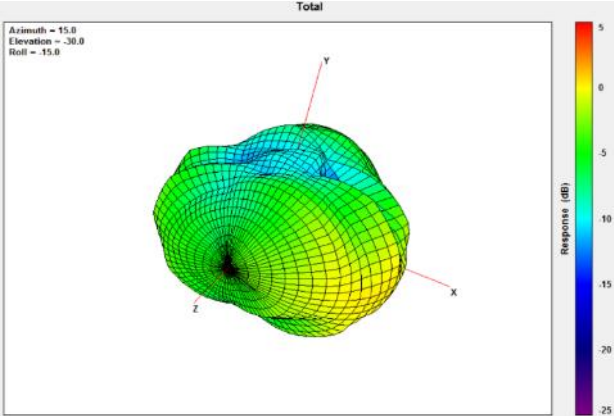 Total
Azimuth = 15.0
Elevation = -30.0
Roll = -15.0
Y
X
Z
5
0
-5
-10
-15
-20
-25
Response (dB)